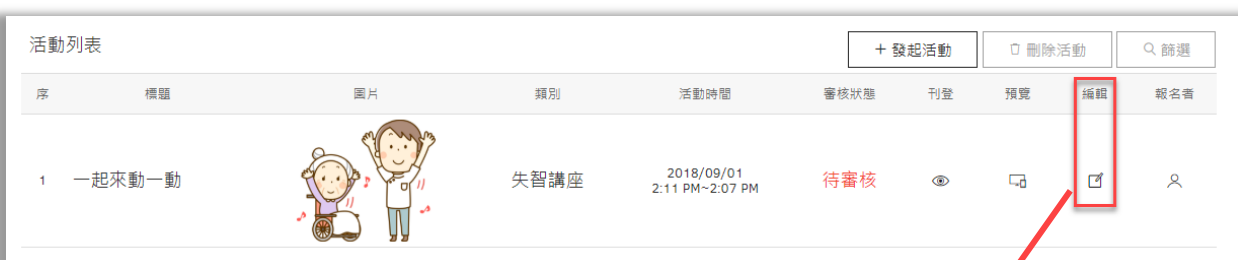 活動列表
+ 發起活動
刪除活動
篩選
序 標題 圖片 類別 活動時間 審核狀態 刊登 預覽 編輯 報名者
1 一起來動一動 失智講座 2018/09/01 待審核
2:11 PM~2:07 PM